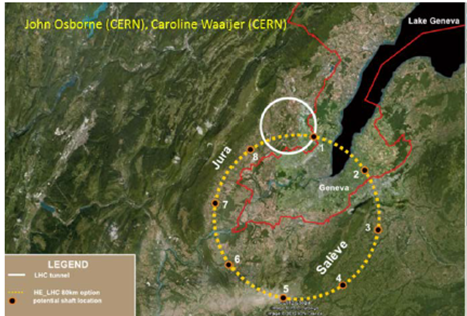 John Osborne (CERN), Caroline Waaijer (CERN)
Lake Geneva
Jura
8
2
Geneva
7
3
Salève
6
4
5
LEGEND
LHC tunnel
HE_LHC 80km option
potential shaft location